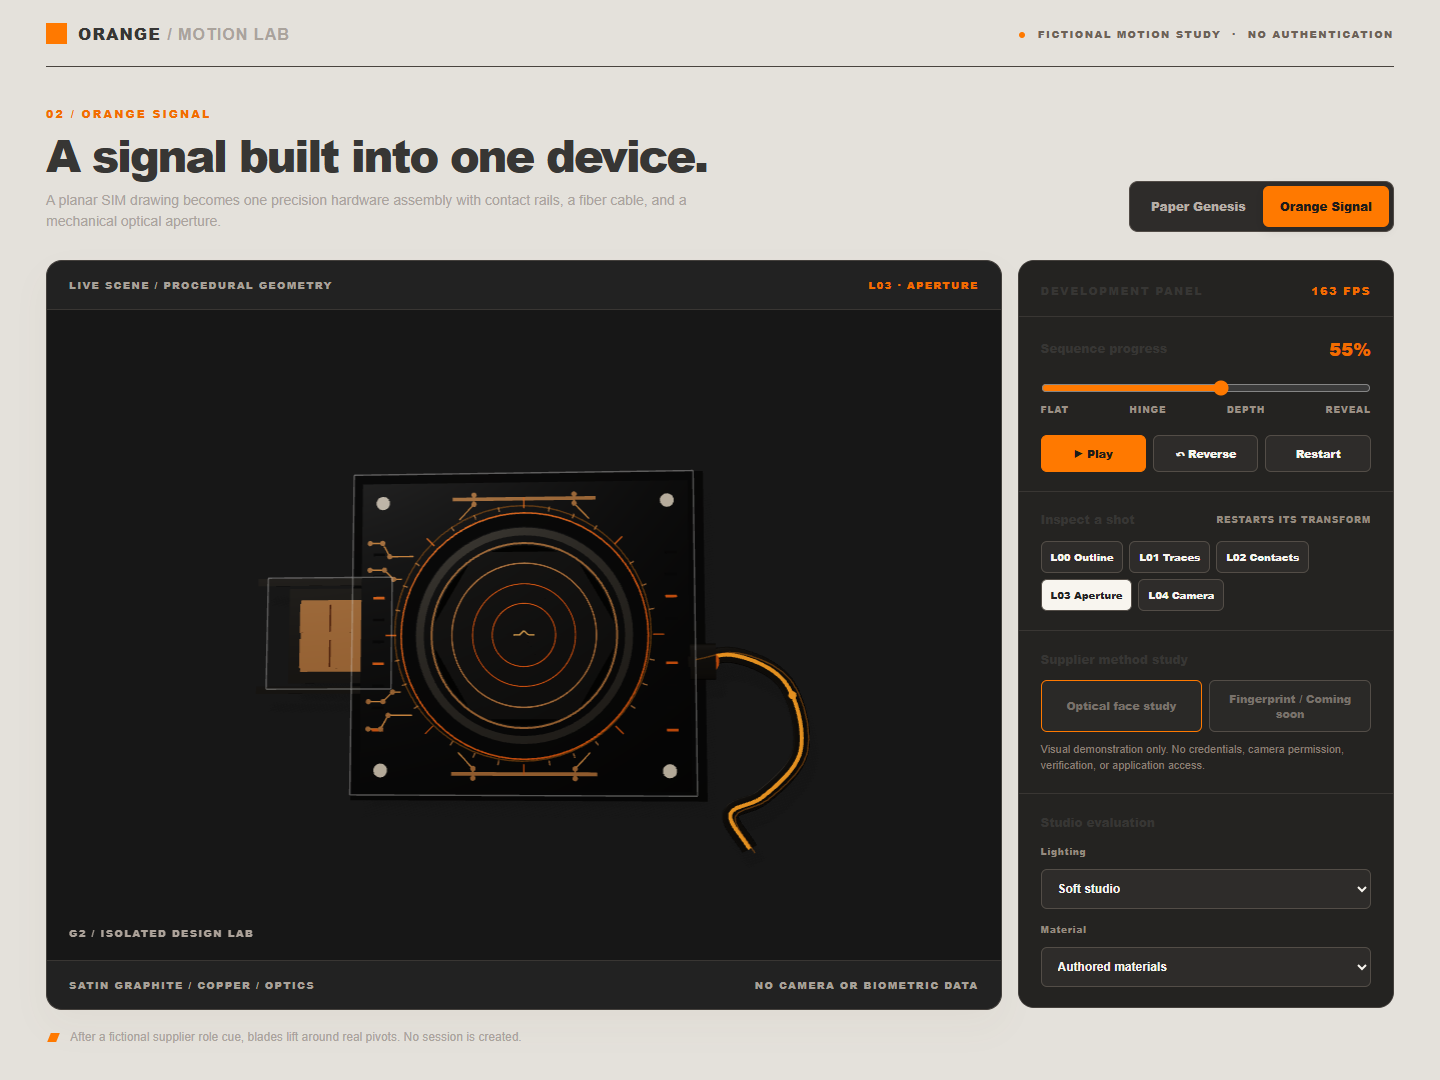 ORANGE / MOTION LAB
FICTIONAL MOTION STUDY · NO AUTHENTICATION
02 / ORANGE SIGNAL
A signal built into one device.
A planar SIM drawing becomes one precision hardware assembly with contact rails, a fiber cable, and a
mechanical optical aperture.
Paper Genesis
Orange Signal
LIVE SCENE / PROCEDURAL GEOMETRY
L03 · APERTURE
G2 / ISOLATED DESIGN LAB
SATIN GRAPHITE / COPPER / OPTICS
NO CAMERA OR BIOMETRIC DATA
DEVELOPMENT PANEL
163 FPS
Sequence progress
55%
FLAT
HINGE
DEPTH
REVEAL
Play
Reverse
Restart
Inspect a shot
RESTARTS ITS TRANSFORM
L00 Outline
L01 Traces
L02 Contacts
L03 Aperture
L04 Camera
Supplier method study
Optical face study
Fingerprint / Coming
soon
Visual demonstration only. No credentials, camera permission,
verification, or application access.
Studio evaluation
Lighting
Soft studio
Material
Authored materials
After a fictional supplier role cue, blades lift around real pivots. No session is created.